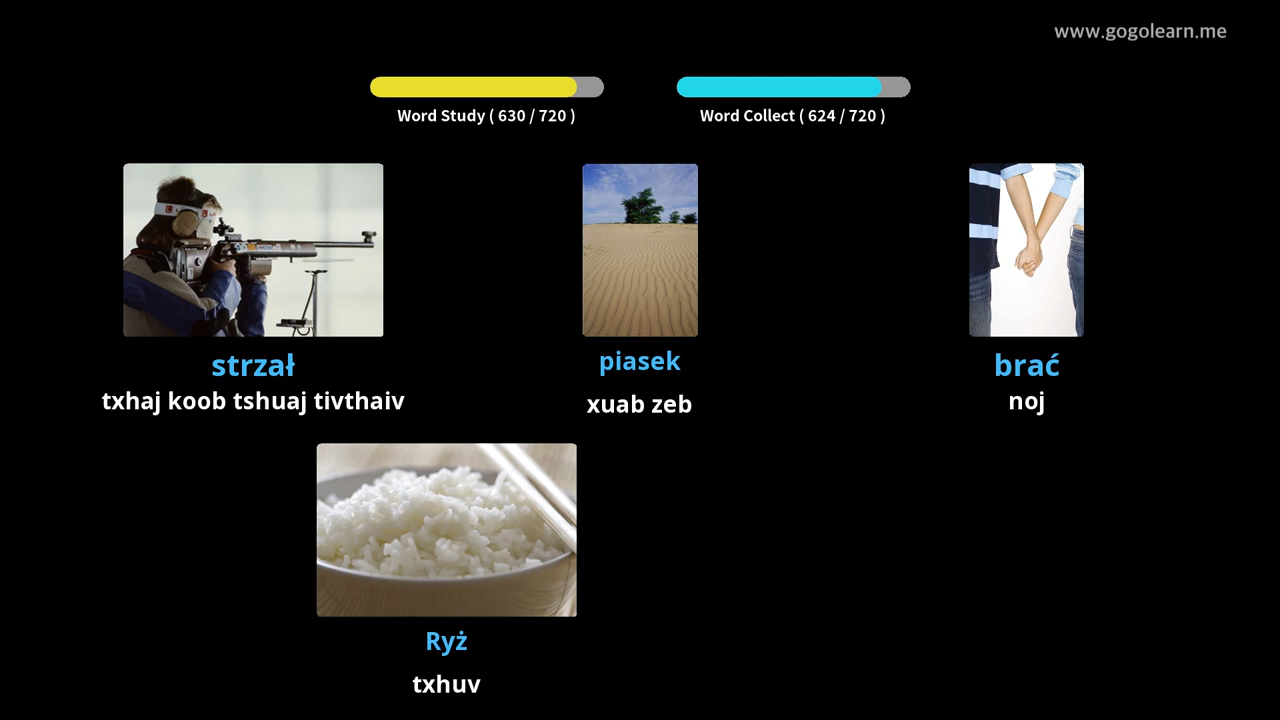 www.gogolearn.me
Word Study ( 630 / 720 )
Word Collect ( 624 / 720 )
strzał
txhaj koob tshuaj tivthaiv
piasek
xuab zeb
brać
noj
Ryż
txhuv